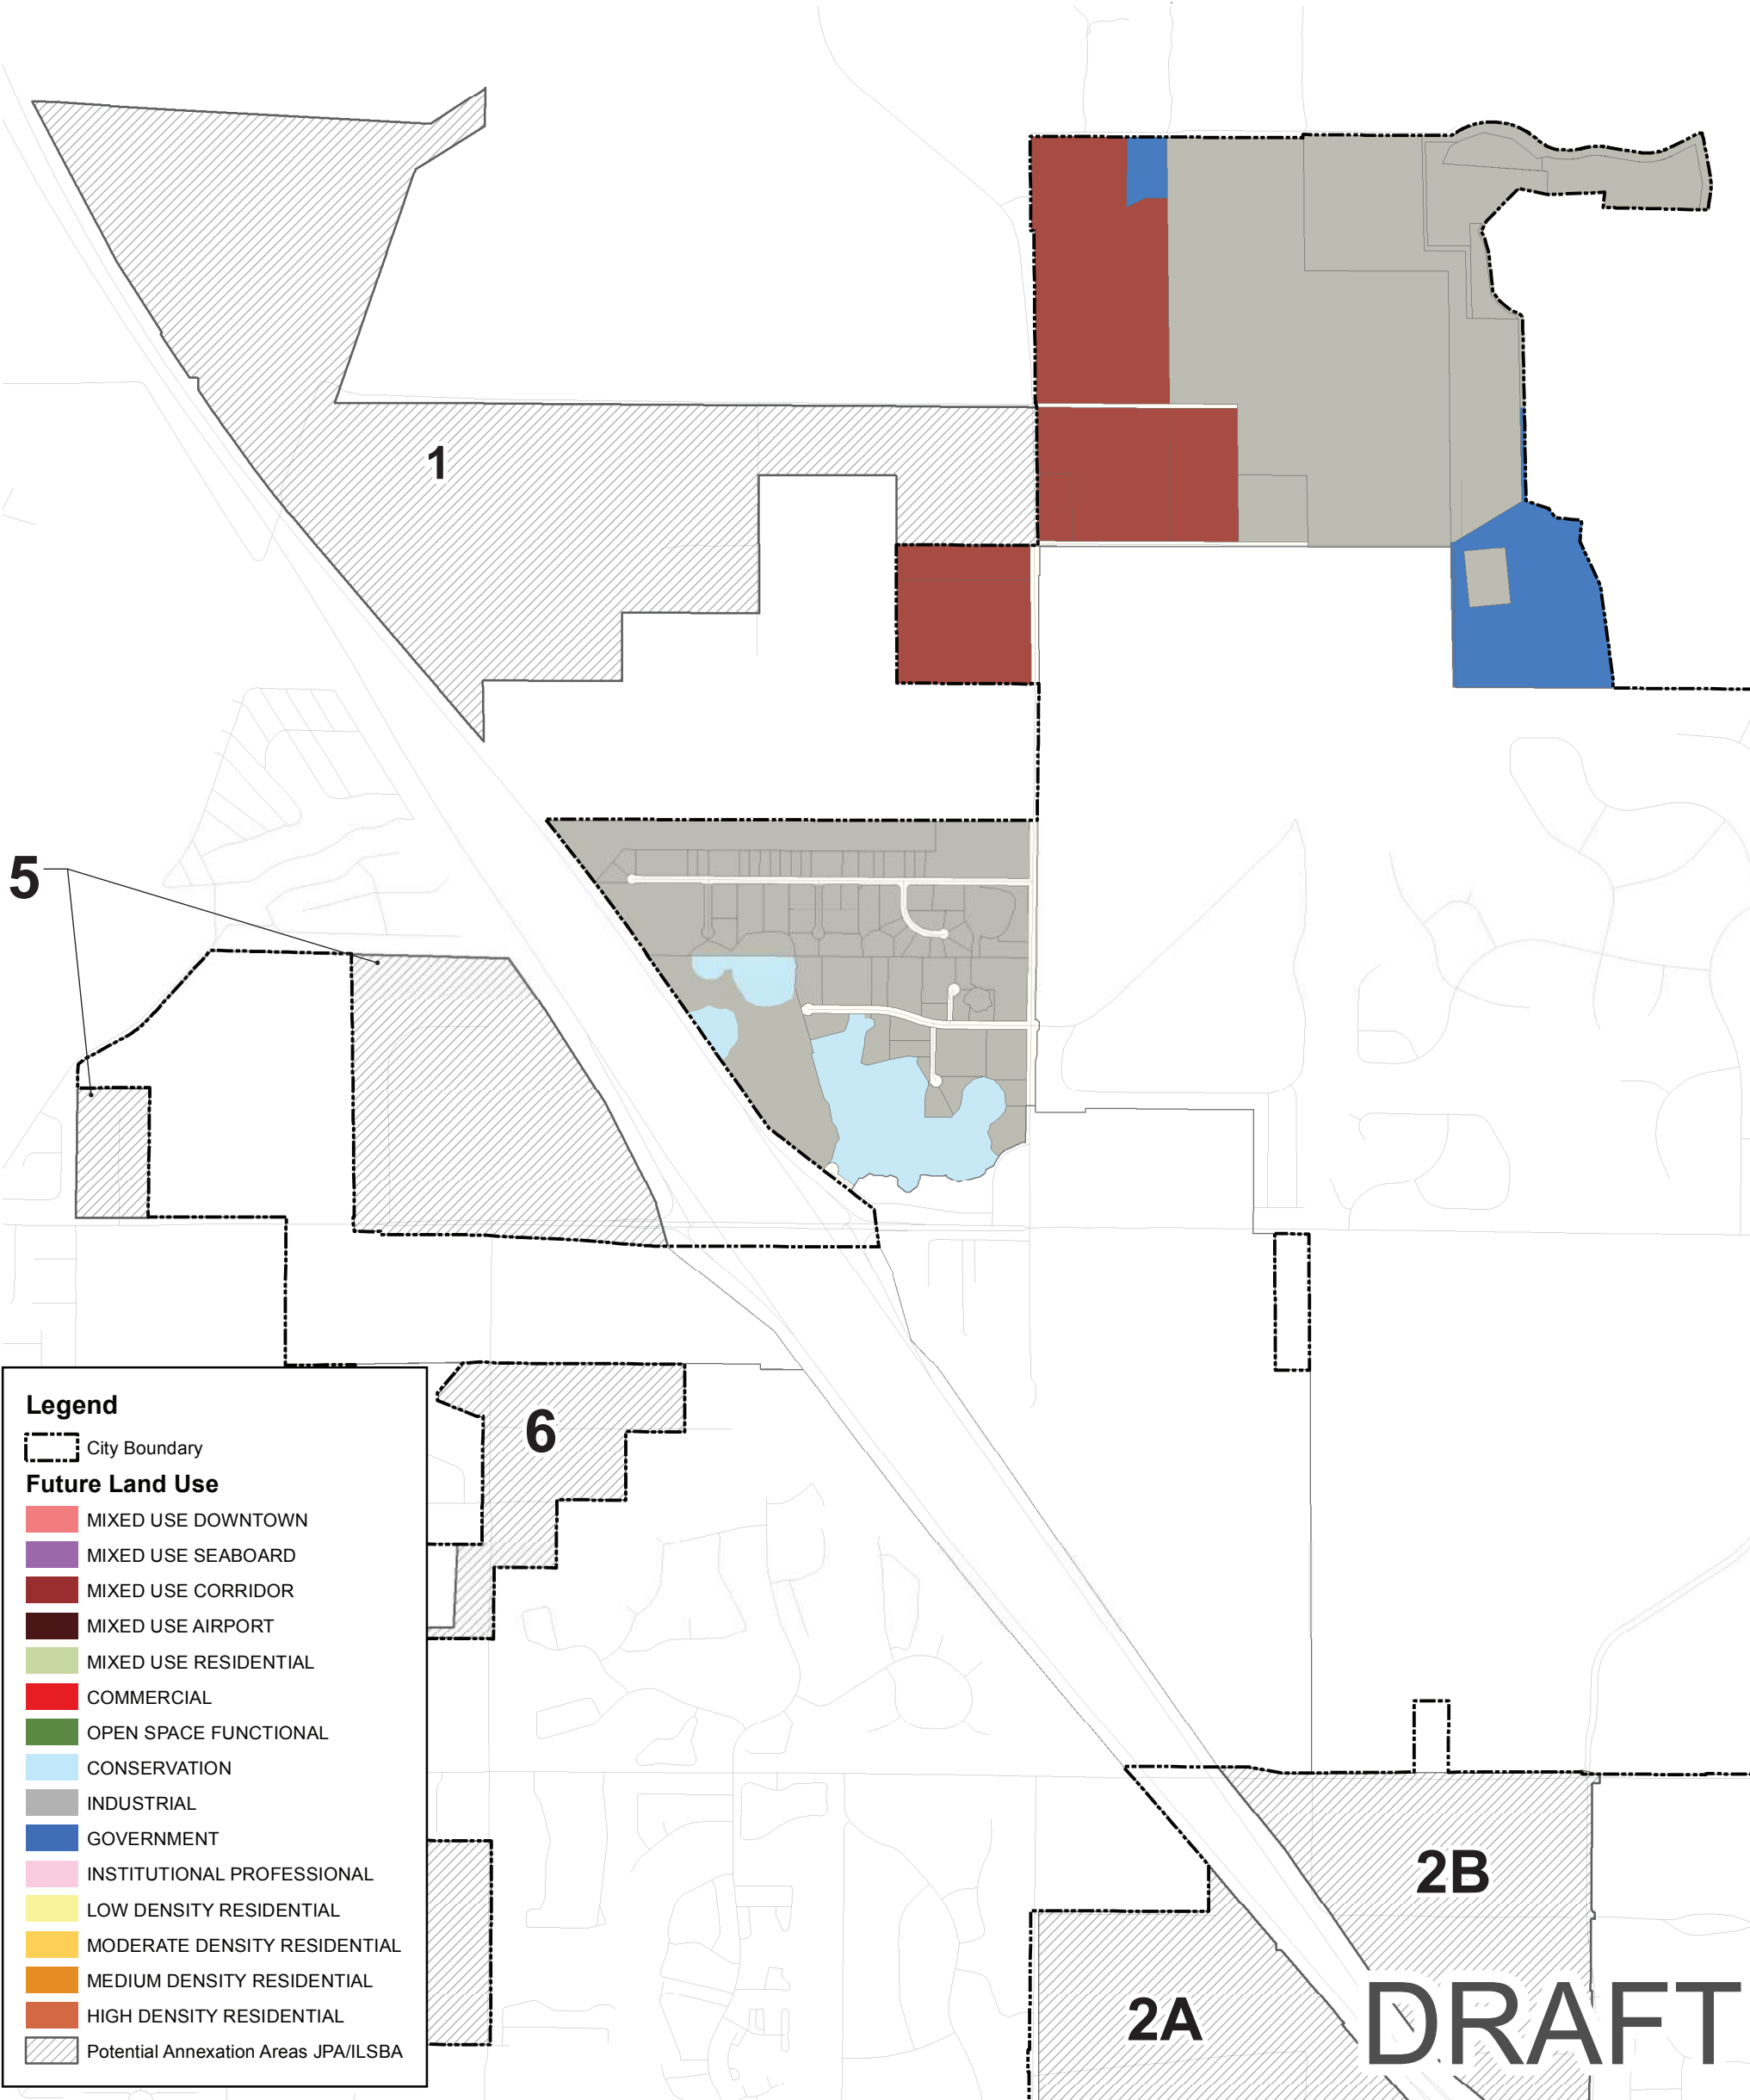 1
5
Legend
City Boundary
Future Land Use
MIXED USE DOWNTOWN
MIXED USE SEABOARD
MIXED USE CORRIDOR
MIXED USE AIRPORT
MIXED USE RESIDENTIAL
COMMERCIAL
OPEN SPACE FUNCTIONAL
CONSERVATION
INDUSTRIAL
GOVERNMENT
INSTITUTIONAL PROFESSIONAL
LOW DENSITY RESIDENTIAL
MODERATE DENSITY RESIDENTIAL
MEDIUM DENSITY RESIDENTIAL
HIGH DENSITY RESIDENTIAL
Potential Annexation Areas JPA/ILSBA
6
2B
2A
DRAFT